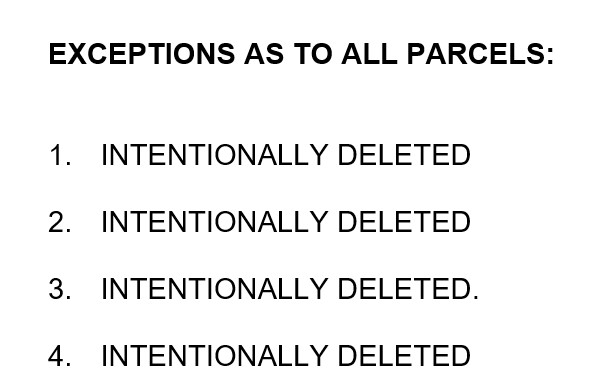 EXCEPTIONS AS TO ALL PARCELS:
1. INTENTIONALLY DELETED
2. INTENTIONALLY DELETED
3. INTENTIONALLY DELETED.
4. INTENTIONALLY DELETED